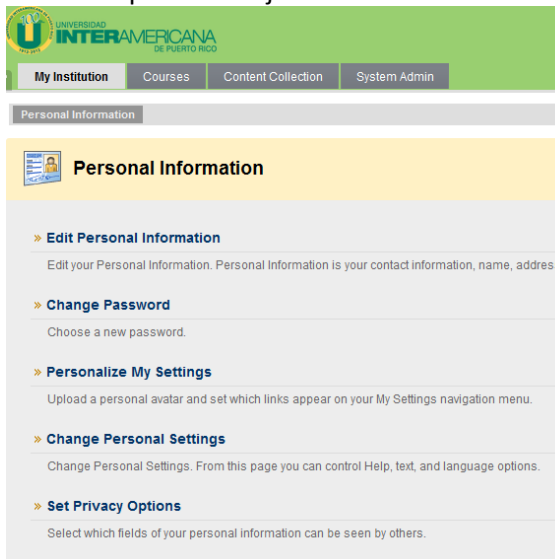 UNIVERSIDAD
INTERAMERICANA
DE PUERTO RICO
My Institution Courses Content Collection System Admin
Personal Information
Personal Information
» Edit Personal Information
Edit your Personal Information. Personal Information is your contact information, name, addres
» Change Password
Choose a new password.
» Personalize My Settings
Upload a personal avatar and set which links appear on your My Settings navigation menu.
» Change Personal Settings
Change Personal Settings. From this page you can control Help, text, and language options.
» Set Privacy Options
Select which fields of your personal information can be seen by others.